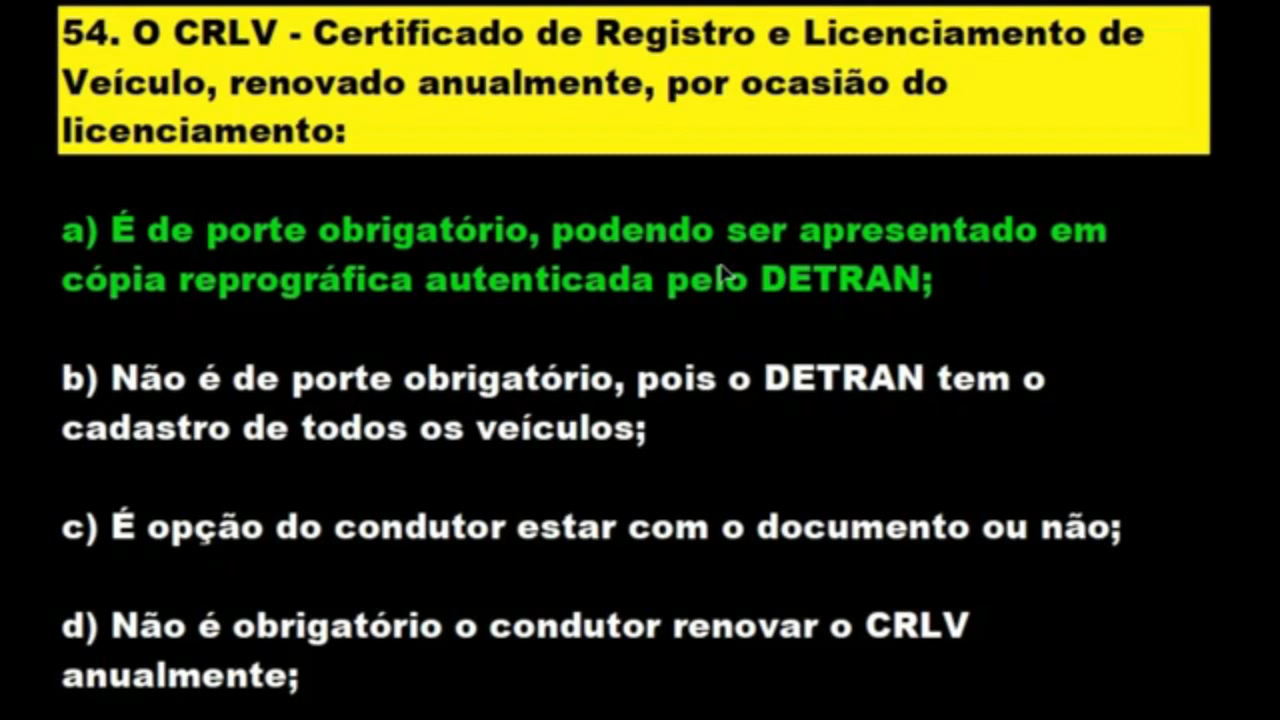 54. O CRLV - Certificado de Registro e Licenciamento de
Veículo, renovado anualmente, por ocasião do
licenciamento:
a) É de porte obrigatório, podendo ser apresentado em
cópia reprográfica autenticada pelo DETRAN;
b) Não é de porte obrigatório, pois o DETRAN tem o
cadastro de todos os veículos;
c) É opção do condutor estar com o documento ou não;
d) Não é obrigatório o condutor renovar o CRLV
anualmente;